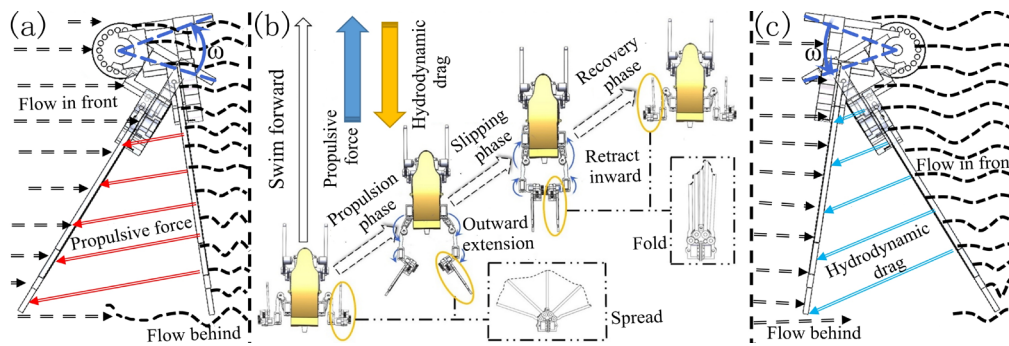 (a)
ω
Flow in front
Propulsive force
Flow behind
(b)
Swim forward
Propulsive
force
Hydrodynamic
drag
Propulsion
phase
Slipping
phase
Recovery
phase
Outward
extension
Retract
inward
Spread
Fold
(c)
ω
Flow in front
Hydrodynamic
drag
Flow behind